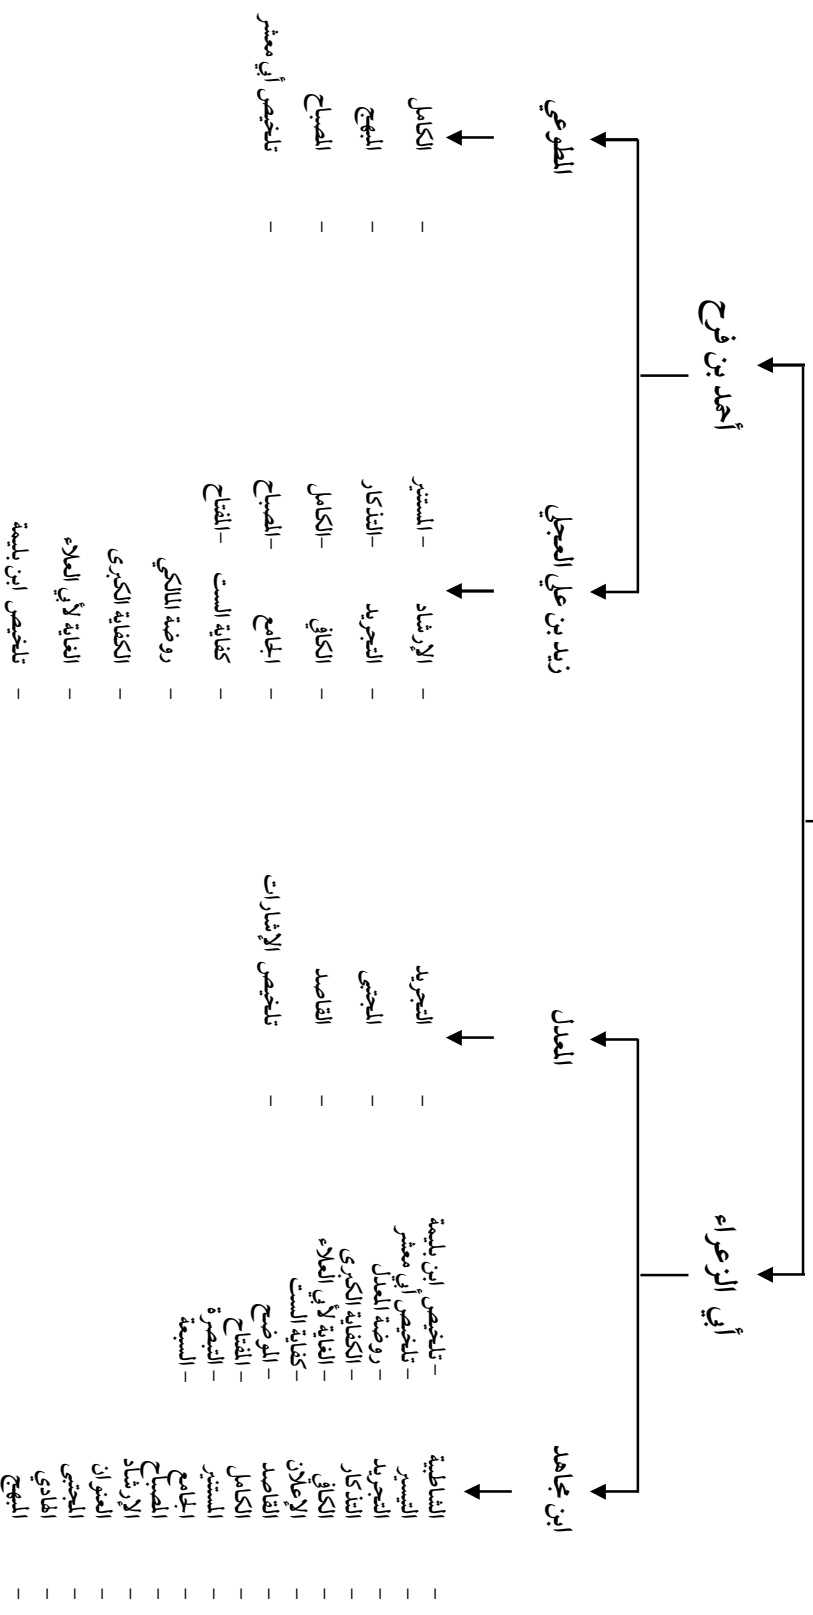 أبي الزعراء
أحمد بن فرح
ابن مجاهد
المعدل
زيد بن علي العجلي
المطوعي
– الشاطبية
– التيسير
– التجريد
– التذكار
– الكافي
– الإعلان
– القاصد
– الكامل
– المستنير
– الجامع
– المصباح
– الإرشاد
– العنوان
– المجتبى
– الهادي
– المبهج
– تلخيص ابن بليمة
– تلخيص أبي معشر
– روضة المعدل
– الكفاية الكبرى
– الغاية لأبي العلاء
– كفاية الست
– الموضح
– المفتاح
– التبصرة
– السبعة
– التجريد
– المجتبى
– القاصد
– تلخيص الإشارات
– الإرشاد – المستنير
– التجريد – التذكار
– الكافي – الكامل
– الجامع – المصباح
– كفاية الست – المفتاح
– روضة المالكي
– الكفاية الكبرى
– الغاية لأبي العلاء
– تلخيص ابن بليمة
– الكامل
– المبهج
– المصباح
– تلخيص أبي معشر